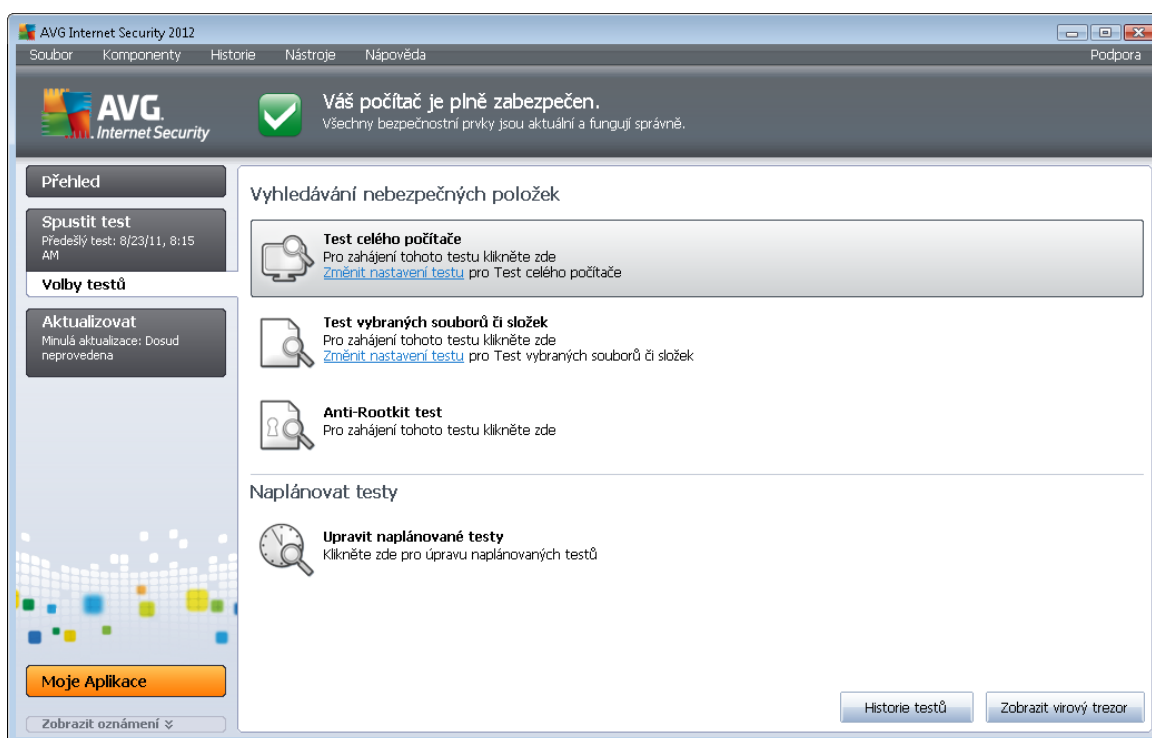 AVG Internet Security 2012
Soubor Komponenty Historie Nástroje Nápověda Podpora
AVG.
Internet Security
Váš počítač je plně zabezpečen.
Všechny bezpečnostní prvky jsou aktuální a fungují správně.
Přehled
Spustit test
Předešlý test: 8/23/11, 8:15
AM
Volby testů
Aktualizovat
Minulá aktualizace: Dosud
neprovedena
Moje Aplikace
Zobrazit oznámení
Vyhledávání nebezpečných položek
Test celého počítače
Pro zahájení tohoto testu klikněte zde
Změnit nastavení testu pro Test celého počítače
Test vybraných souborů či složek
Pro zahájení tohoto testu klikněte zde
Změnit nastavení testu pro Test vybraných souborů či složek
Anti-Rootkit test
Pro zahájení tohoto testu klikněte zde
Naplánovat testy
Upravit naplánované testy
Klikněte zde pro úpravu naplánovaných testů
Historie testů
Zobrazit virový trezor